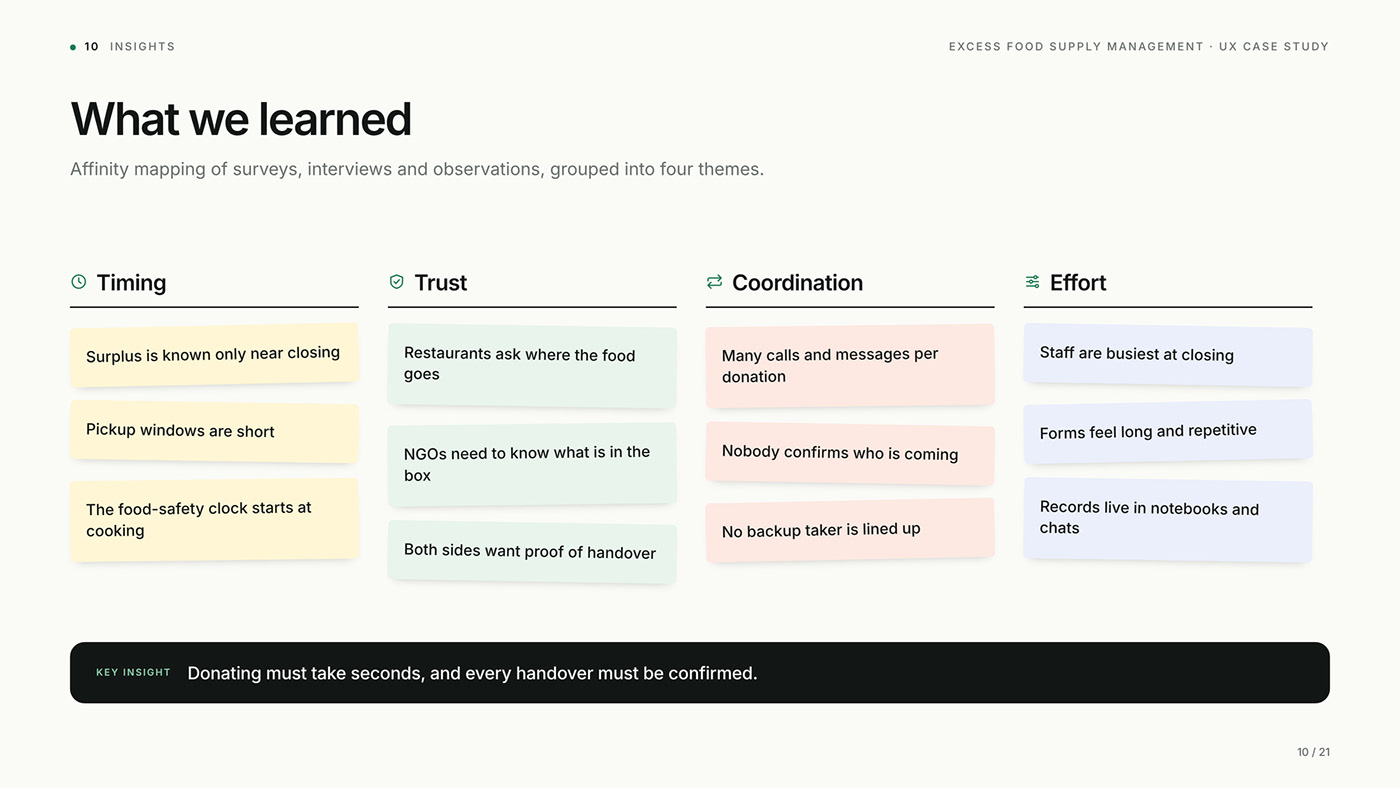 10 INSIGHTS
EXCESS FOOD SUPPLY MANAGEMENT · UX CASE STUDY
What we learned
Affinity mapping of surveys, interviews and observations, grouped into four themes.
Timing
Surplus is known only near closing
Pickup windows are short
The food-safety clock starts at
cooking
Trust
Restaurants ask where the food
goes
NGOs need to know what is in the
box
Both sides want proof of handover
Coordination
Many calls and messages per
donation
Nobody confirms who is coming
No backup taker is lined up
Effort
Staff are busiest at closing
Forms feel long and repetitive
Records live in notebooks and
chats
KEY INSIGHT Donating must take seconds, and every handover must be confirmed.
10 / 21